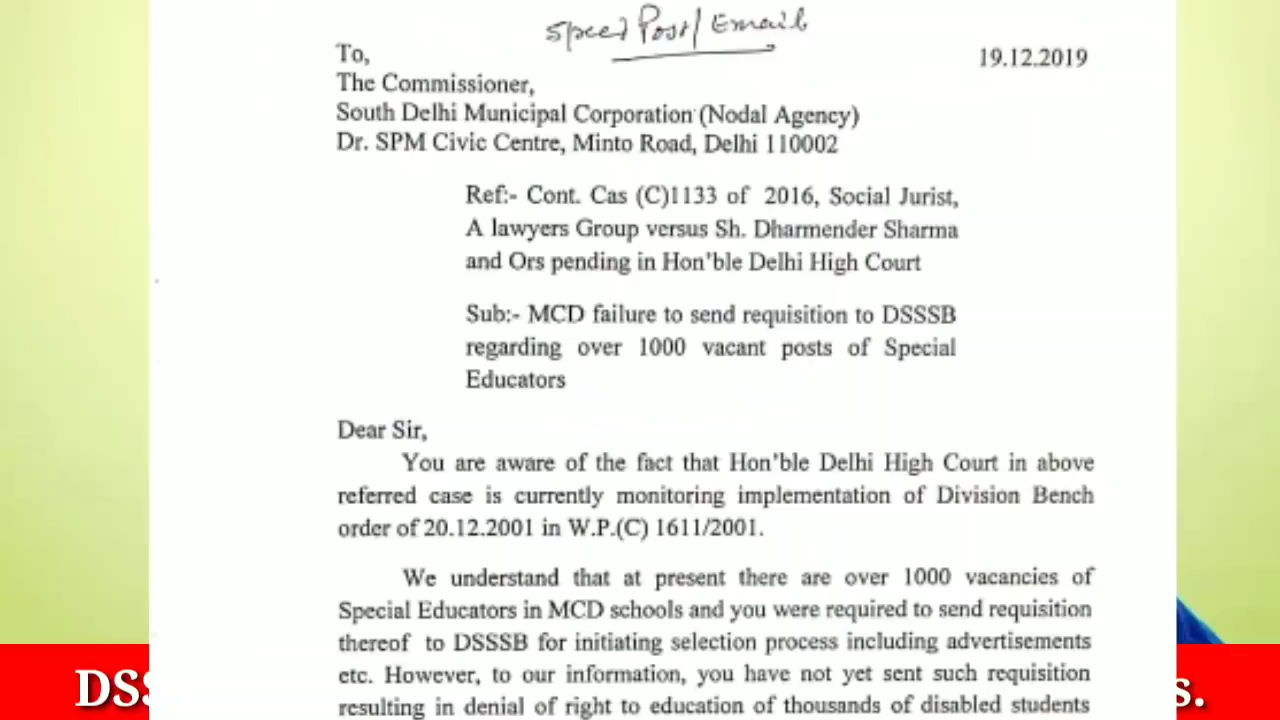 Speed Post/Email
To,
19.12.2019
The Commissioner,
South Delhi Municipal Corporation (Nodal Agency)
Dr. SPM Civic Centre, Minto Road, Delhi 110002
Ref:- Cont. Cas (C)1133 of 2016, Social Jurist,
A lawyers Group versus Sh. Dharmender Sharma
and Ors pending in Hon'ble Delhi High Court
Sub:- MCD failure to send requisition to DSSSB
regarding over 1000 vacant posts of Special
Educators
Dear Sir,
You are aware of the fact that Hon'ble Delhi High Court in above
referred case is currently monitoring implementation of Division Bench
order of 20.12.2001 in W.P.(C) 1611/2001.
We understand that at present there are over 1000 vacancies of
Special Educators in MCD schools and you were required to send requisition
thereof to DSSSB for initiating selection process including advertisements
etc. However, to our information, you have not yet sent such requisition
resulting in denial of right to education of thousands of disabled students